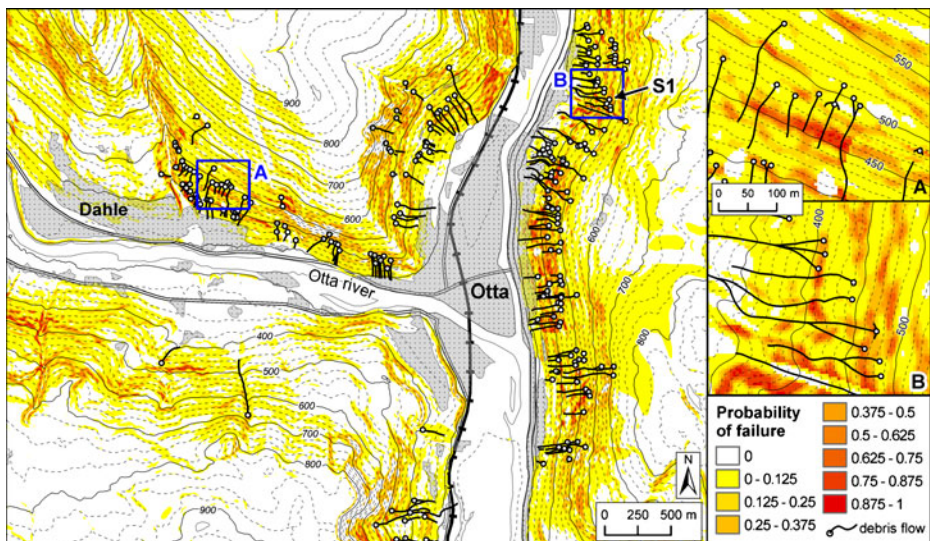 B
S1
900
900
800
A
700
600
600
Dahle
700
Otta river
Otta
800
400
500
600
700
800
900
N
0 250 500 m
550
500
450
0 50 100 m
A
400
500
B
Probability
of failure
0
0 - 0.125
0.125 - 0.25
0.25 - 0.375
0.375 - 0.5
0.5 - 0.625
0.625 - 0.75
0.75 - 0.875
0.875 - 1
debris flow